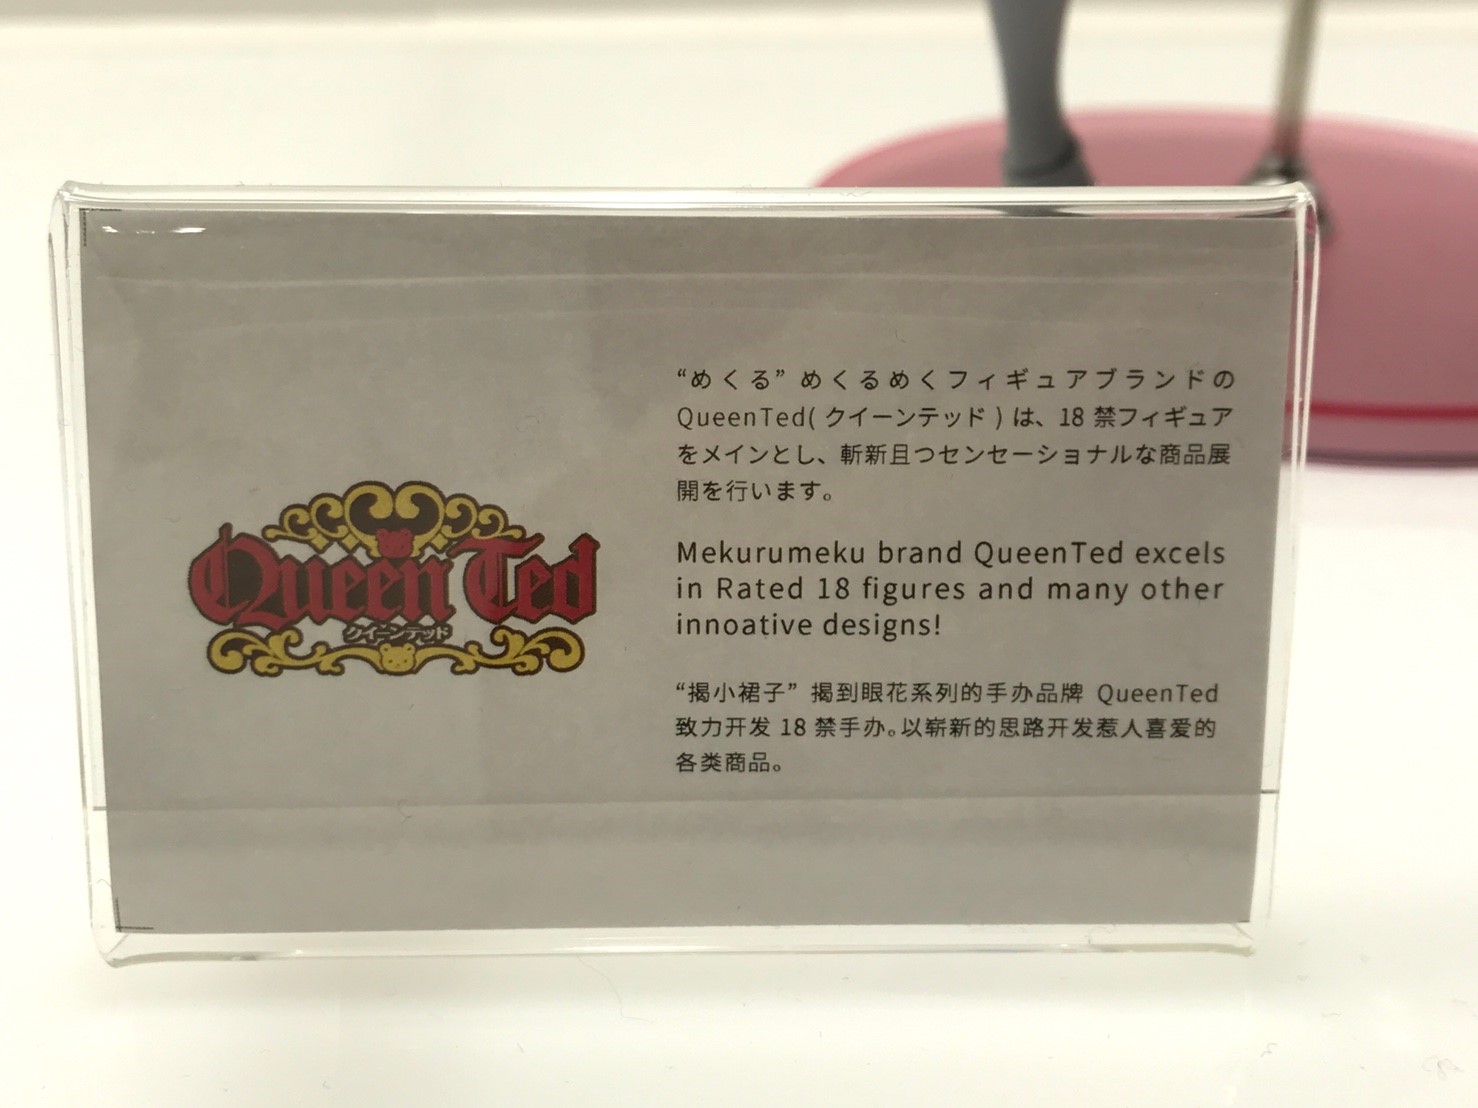 Queen Ted
クイーンテッド
“めくる” めくるめくフィギュアブランドの
QueenTed( クイーンテッド ) は、18 禁フィギュア
をメインとし、斬新且つセンセーショナルな商品展
開を行います。
Mekurumeku brand QueenTed excels
in Rated 18 figures and many other
innoative designs!
“揭小裙子” 揭到眼花系列的手办品牌 QueenTed
致力开发 18 禁手办。以崭新的思路开发惹人喜爱的
各类商品。